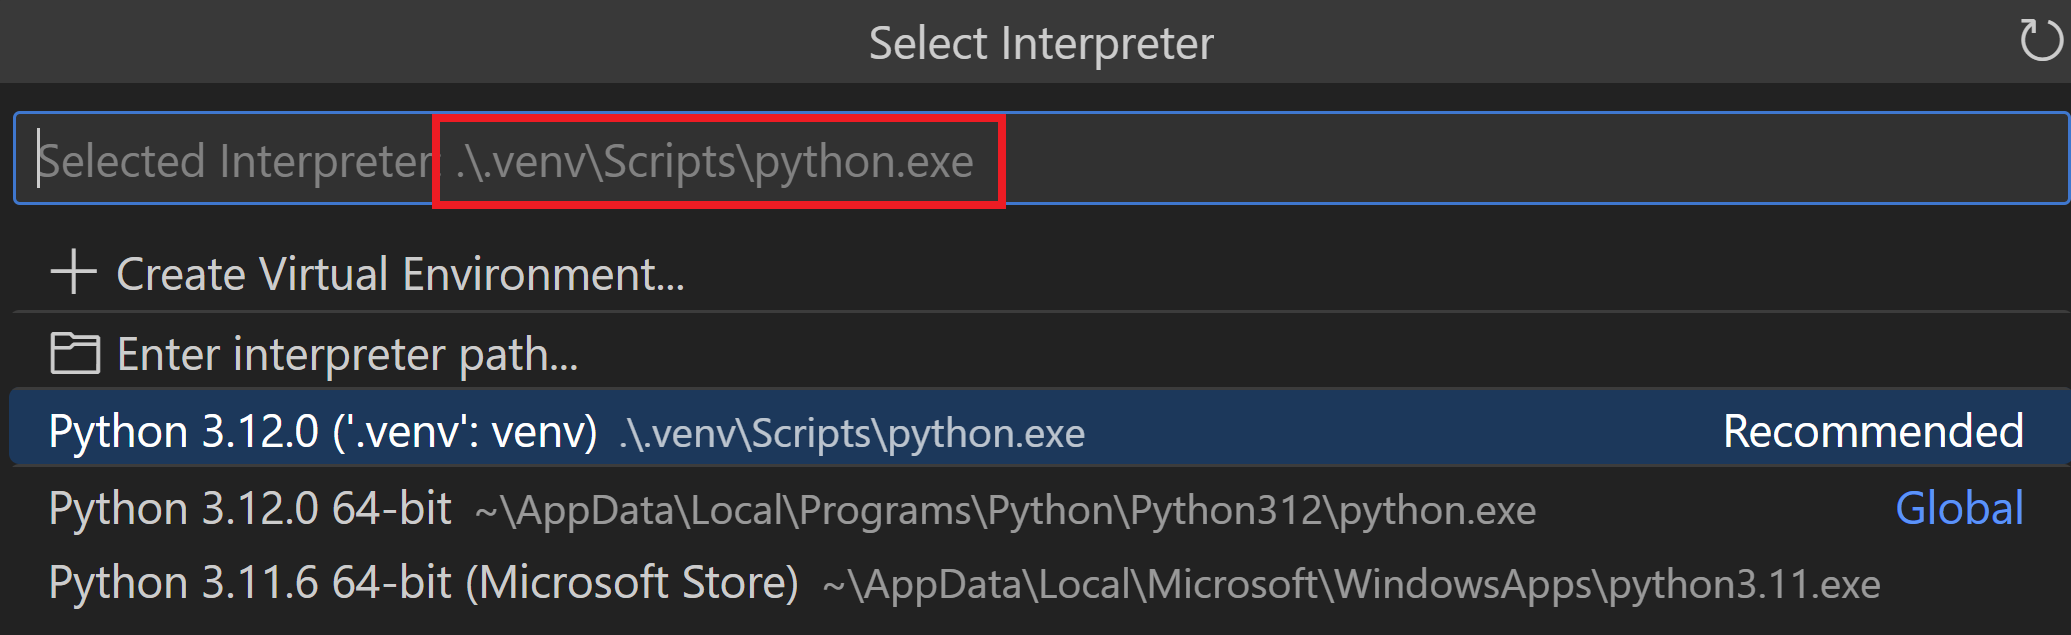 Select Interpreter
Selected Interpreter: .\.venv\Scripts\python.exe
Create Virtual Environment...
Enter interpreter path...
Python 3.12.0 ('.venv': venv) .\.venv\Scripts\python.exe Recommended
Python 3.12.0 64-bit ~\AppData\Local\Programs\Python\Python312\python.exe Global
Python 3.11.6 64-bit (Microsoft Store) ~\AppData\Local\Microsoft\WindowsApps\python3.11.exe